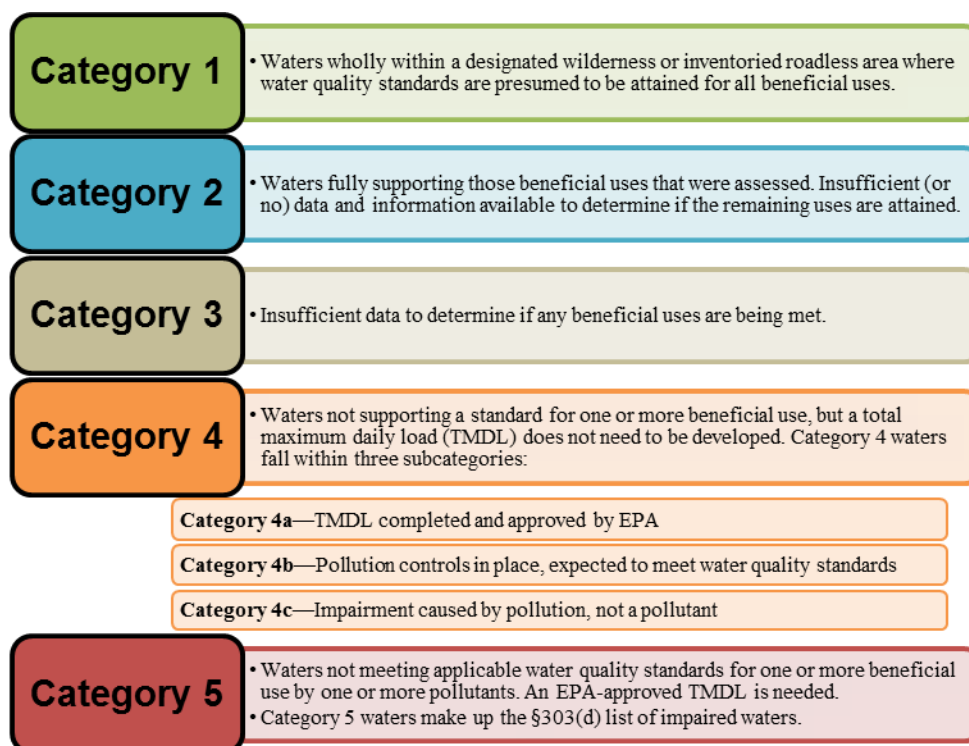 Category 1
• Waters wholly within a designated wilderness or inventoried roadless area where
water quality standards are presumed to be attained for all beneficial uses.
Category 2
• Waters fully supporting those beneficial uses that were assessed. Insufficient (or
no) data and information available to determine if the remaining uses are attained.
Category 3
• Insufficient data to determine if any beneficial uses are being met.
Category 4
• Waters not supporting a standard for one or more beneficial use, but a total
maximum daily load (TMDL) does not need to be developed. Category 4 waters
fall within three subcategories:
Category 4a—TMDL completed and approved by EPA
Category 4b—Pollution controls in place, expected to meet water quality standards
Category 4c—Impairment caused by pollution, not a pollutant
Category 5
• Waters not meeting applicable water quality standards for one or more beneficial
use by one or more pollutants. An EPA-approved TMDL is needed.
• Category 5 waters make up the §303(d) list of impaired waters.